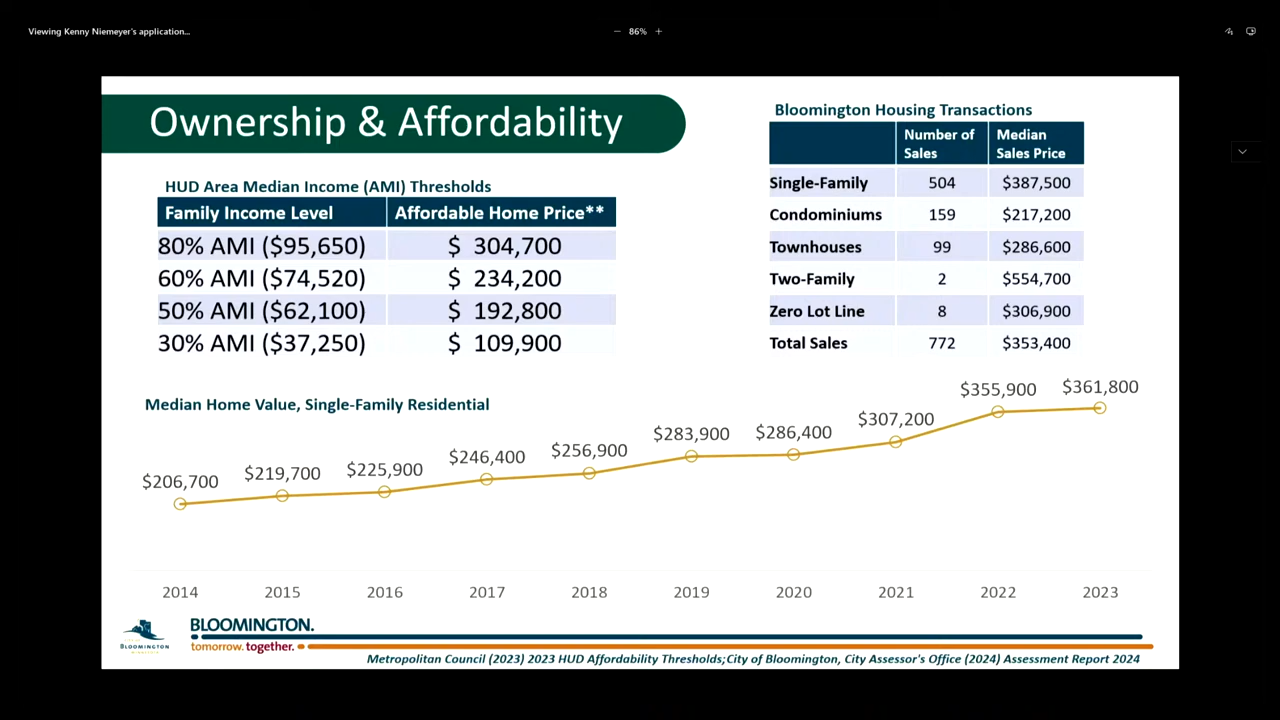 Viewing Kenny Niemeyer's application...
86%
Ownership & Affordability
HUD Area Median Income (AMI) Thresholds
Family Income Level Affordable Home Price**
80% AMI ($95,650) $ 304,700
60% AMI ($74,520) $ 234,200
50% AMI ($62,100) $ 192,800
30% AMI ($37,250) $ 109,900
Bloomington Housing Transactions
Number of Sales Median Sales Price
Single-Family 504 $387,500
Condominiums 159 $217,200
Townhouses 99 $286,600
Two-Family 2 $554,700
Zero Lot Line 8 $306,900
Total Sales 772 $353,400
Median Home Value, Single-Family Residential
$206,700 $219,700 $225,900 $246,400 $256,900 $283,900 $286,400 $307,200 $355,900 $361,800
2014 2015 2016 2017 2018 2019 2020 2021 2022 2023
BLOOMINGTON
BLOOMINGTON.
tomorrow. together.
Metropolitan Council (2023) 2023 HUD Affordability Thresholds;City of Bloomington, City Assessor's Office (2024) Assessment Report 2024